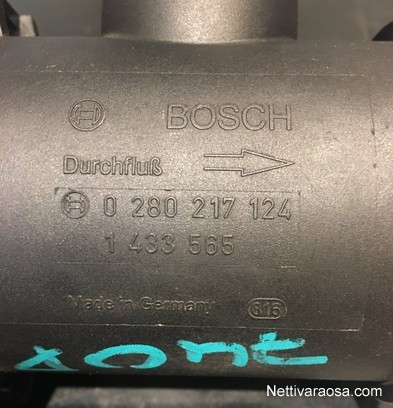 BOSCH
Durchfluß
0 280 217 124
1 433 565
Made in Germany 816
Nettivaraosa.com